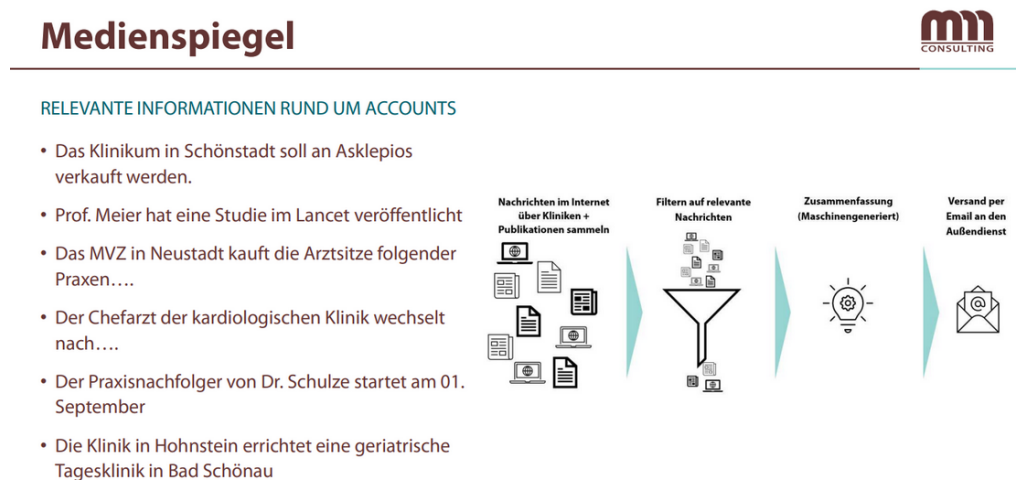 Medienspiegel
mm
CONSULTING
RELEVANTE INFORMATIONEN RUND UM ACCOUNTS
• Das Klinikum in Schönstadt soll an Asklepios
verkauft werden.
• Prof. Meier hat eine Studie im Lancet veröffentlicht
• Das MVZ in Neustadt kauft die Arztsitze folgender
Praxen….
• Der Chefarzt der kardiologischen Klinik wechselt
nach….
• Der Praxisnachfolger von Dr. Schulze startet am 01.
September
• Die Klinik in Hohnstein errichtet eine geriatrische
Tagesklinik in Bad Schönau
Nachrichten im Internet
über Kliniken +
Publikationen sammeln
Filtern auf relevante
Nachrichten
Zusammenfassung
(Maschinengeneriert)
Versand per
Email an den
Außendienst
@